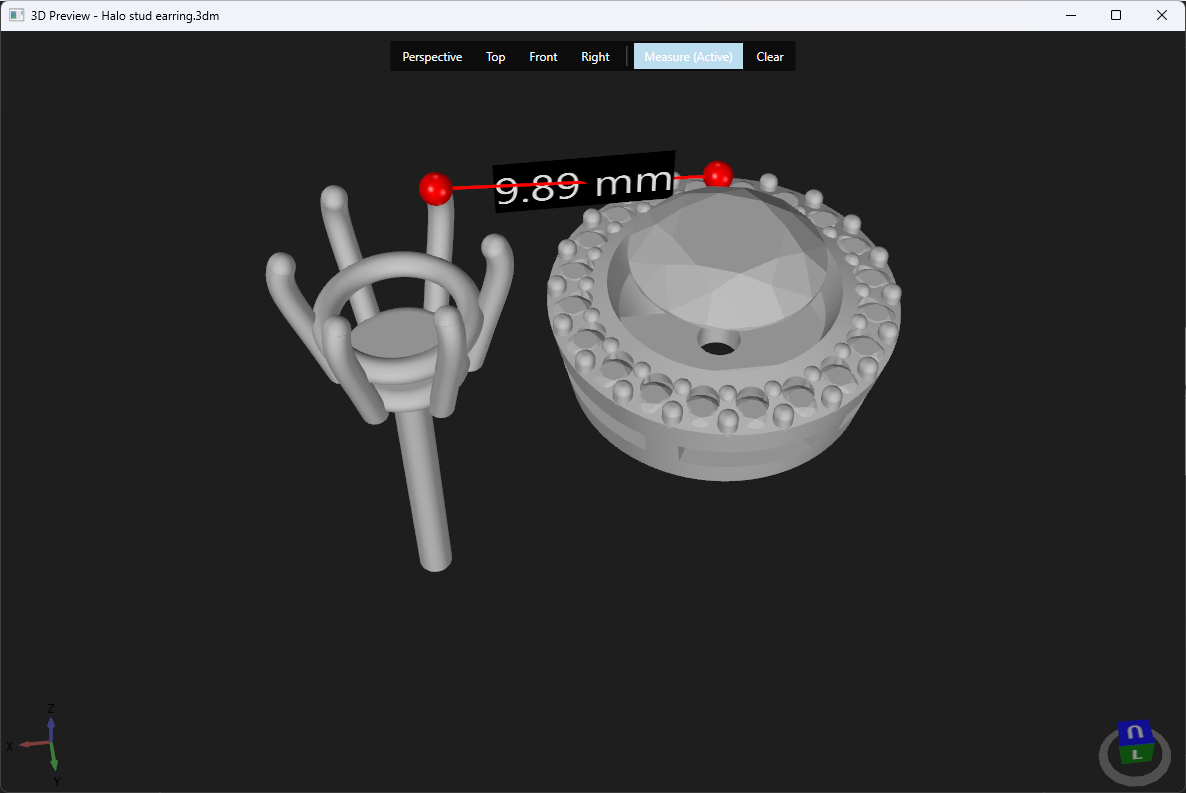 3D Preview - Halo stud earring.3dm
Perspective Top Front Right Measure (Active) Clear
9.89 mm
Z
X
Y
U
L